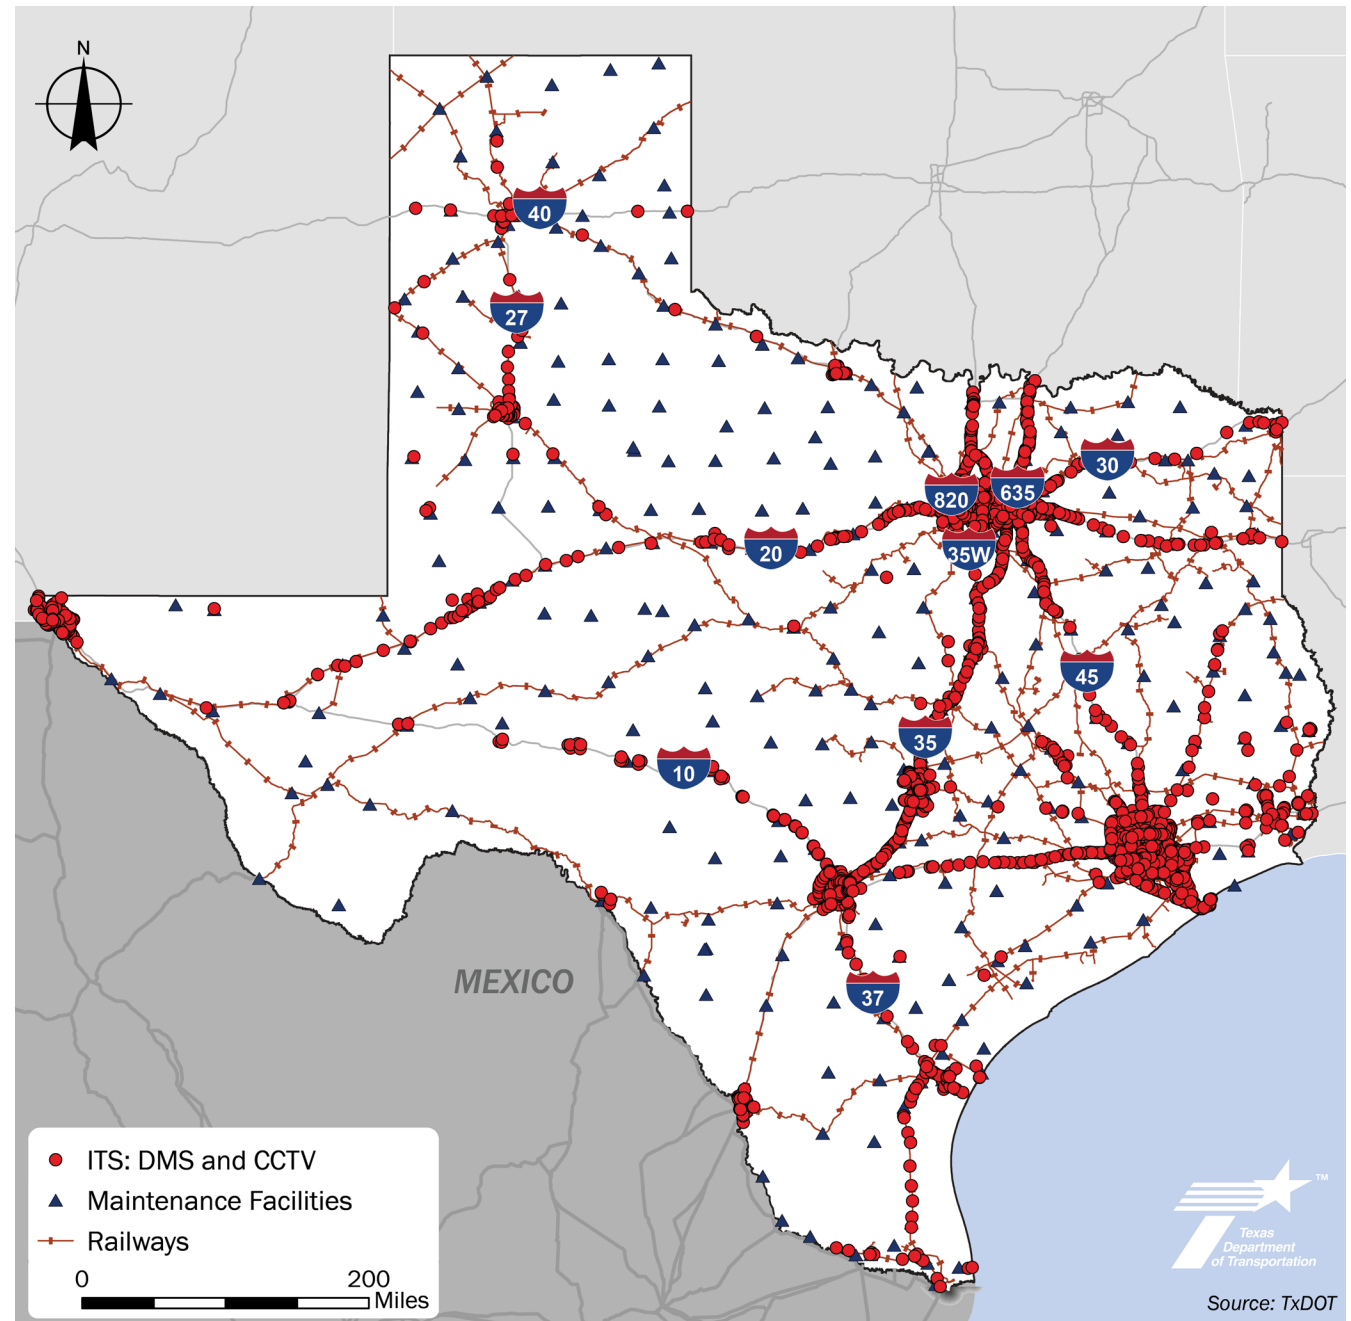 N
40
27
30
820
635
20
35W
45
35
10
MEXICO
37
ITS: DMS and CCTV
Maintenance Facilities
Railways
0
200
Miles
TM
Texas
Department
of Transportation
Source: TxDOT